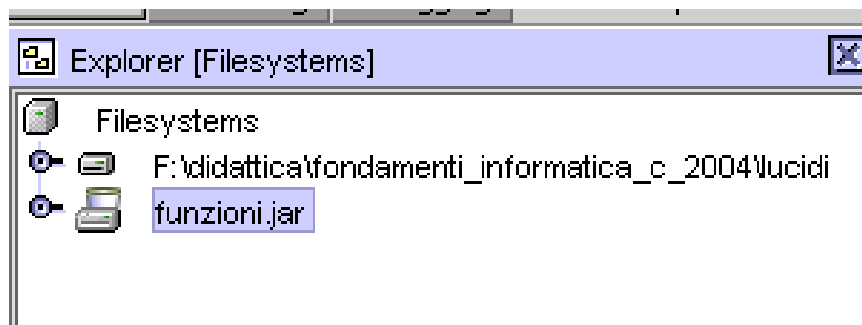 Explorer [Filesystems]
Filesystems
F:\didattica\fondamenti_informatica_c_2004\lucidi
funzioni.jar